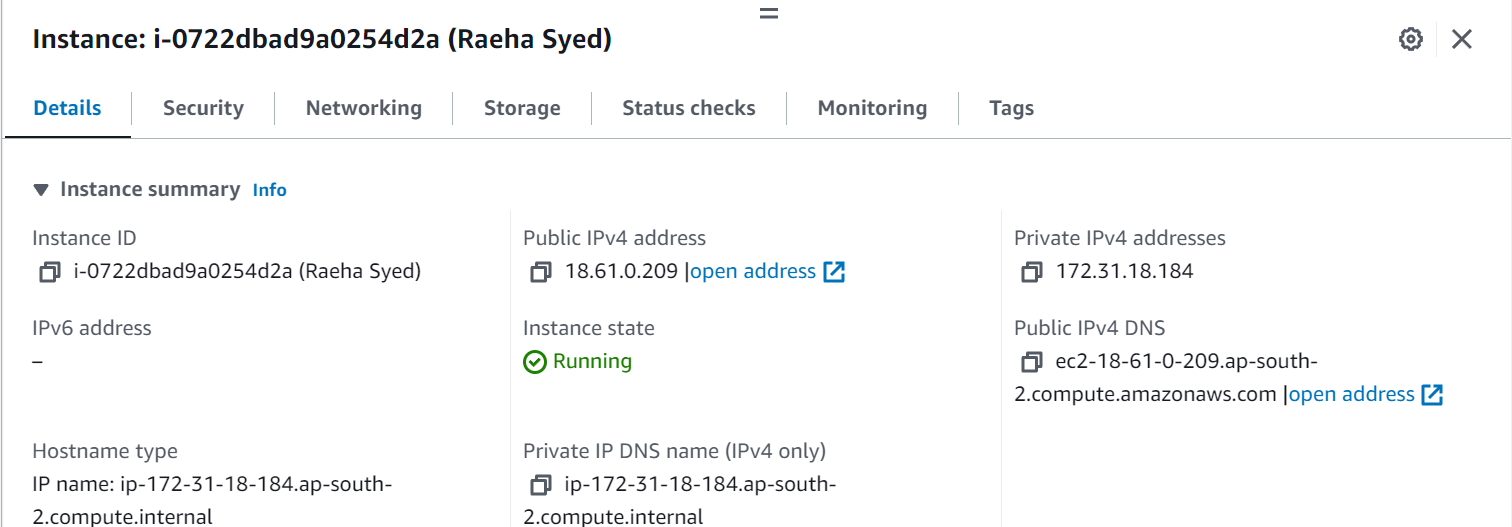 Instance: i-0722dbad9a0254d2a (Raeha Syed)
Details Security Networking Storage Status checks Monitoring Tags
Instance summary Info
Instance ID
i-0722dbad9a0254d2a (Raeha Syed)
Public IPv4 address
18.61.0.209 |open address
Private IPv4 addresses
172.31.18.184
IPv6 address
–
Instance state
Running
Public IPv4 DNS
ec2-18-61-0-209.ap-south-
2.compute.amazonaws.com |open address
Hostname type
IP name: ip-172-31-18-184.ap-south-
2.compute.internal
Private IP DNS name (IPv4 only)
ip-172-31-18-184.ap-south-
2.compute.internal